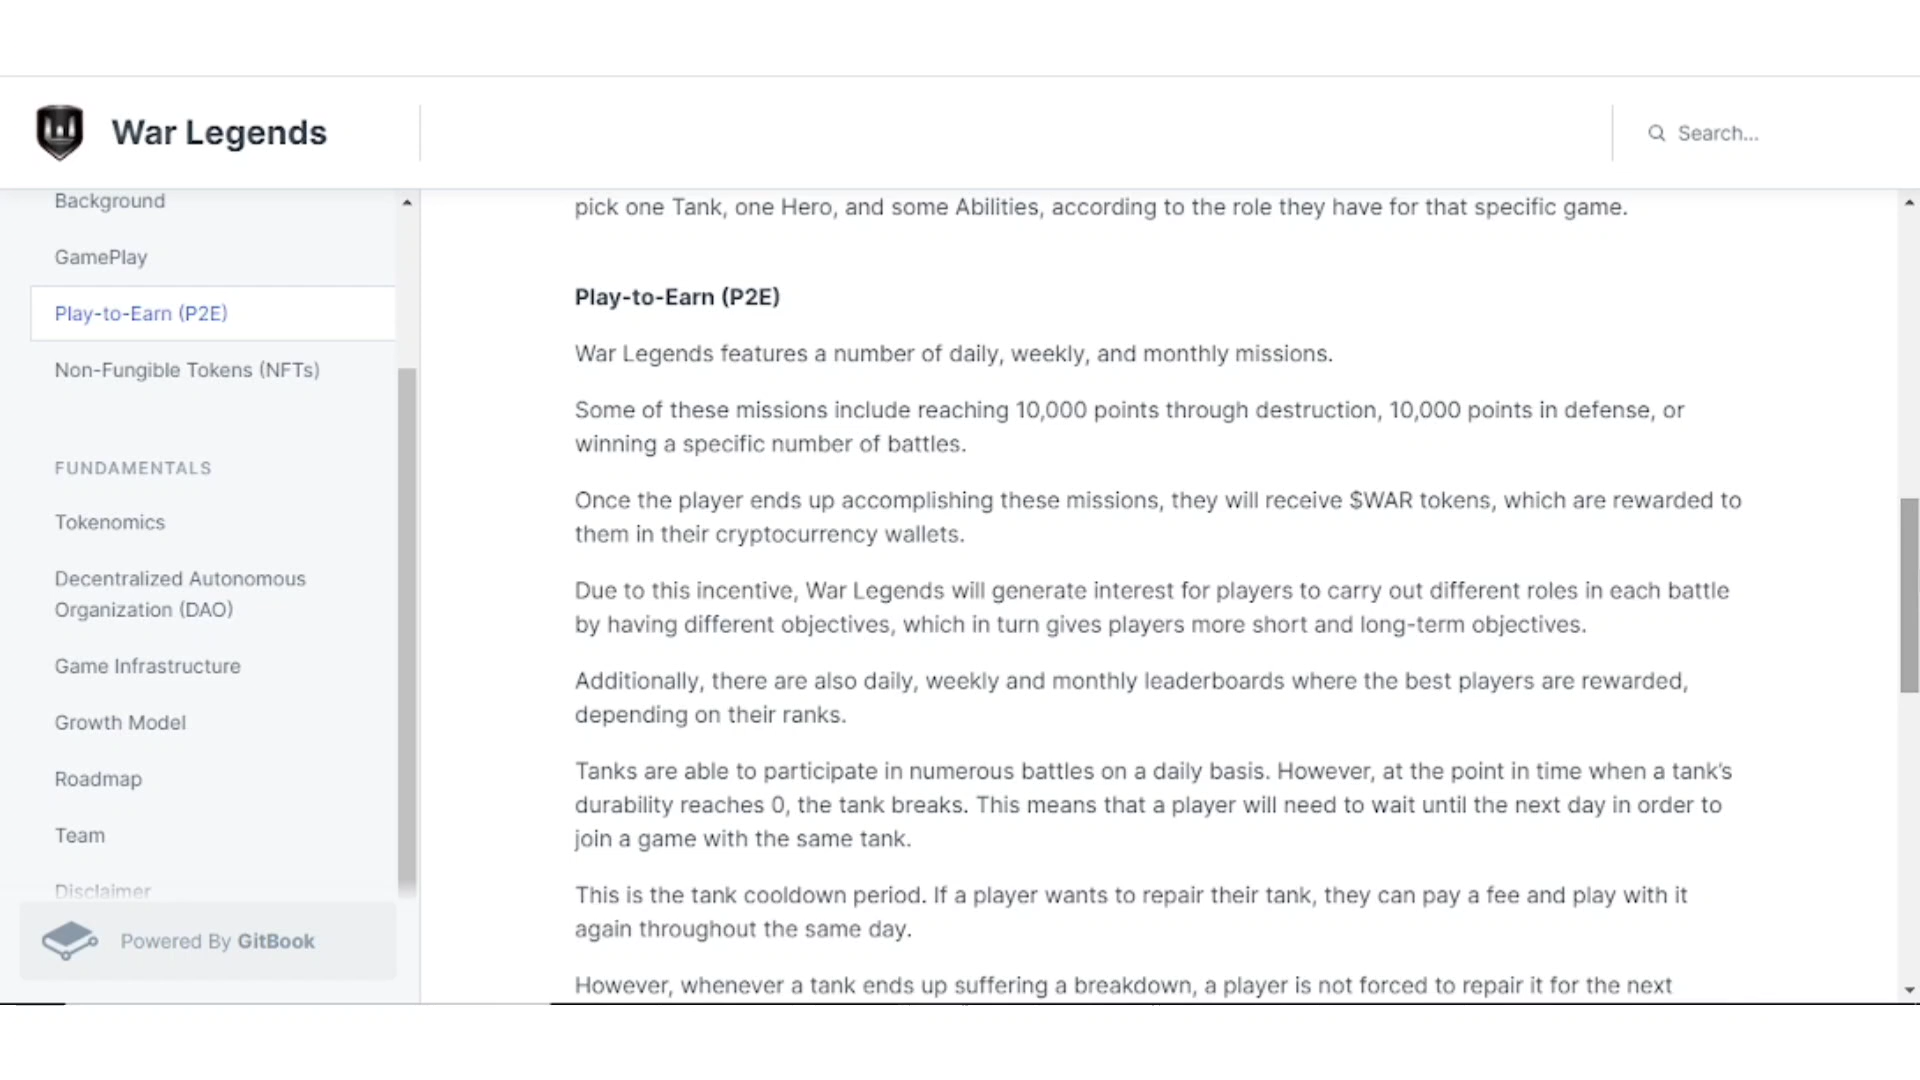 War Legends
Search...
Background
GamePlay
Play-to-Earn (P2E)
Non-Fungible Tokens (NFTs)
FUNDAMENTALS
Tokenomics
Decentralized Autonomous
Organization (DAO)
Game Infrastructure
Growth Model
Roadmap
Team
Disclaimer
Powered By GitBook
pick one Tank, one Hero, and some Abilities, according to the role they have for that specific game.
Play-to-Earn (P2E)
War Legends features a number of daily, weekly, and monthly missions.
Some of these missions include reaching 10,000 points through destruction, 10,000 points in defense, or
winning a specific number of battles.
Once the player ends up accomplishing these missions, they will receive $WAR tokens, which are rewarded to
them in their cryptocurrency wallets.
Due to this incentive, War Legends will generate interest for players to carry out different roles in each battle
by having different objectives, which in turn gives players more short and long-term objectives.
Additionally, there are also daily, weekly and monthly leaderboards where the best players are rewarded,
depending on their ranks.
Tanks are able to participate in numerous battles on a daily basis. However, at the point in time when a tank's
durability reaches 0, the tank breaks. This means that a player will need to wait until the next day in order to
join a game with the same tank.
This is the tank cooldown period. If a player wants to repair their tank, they can pay a fee and play with it
again throughout the same day.
However, whenever a tank ends up suffering a breakdown, a player is not forced to repair it for the next